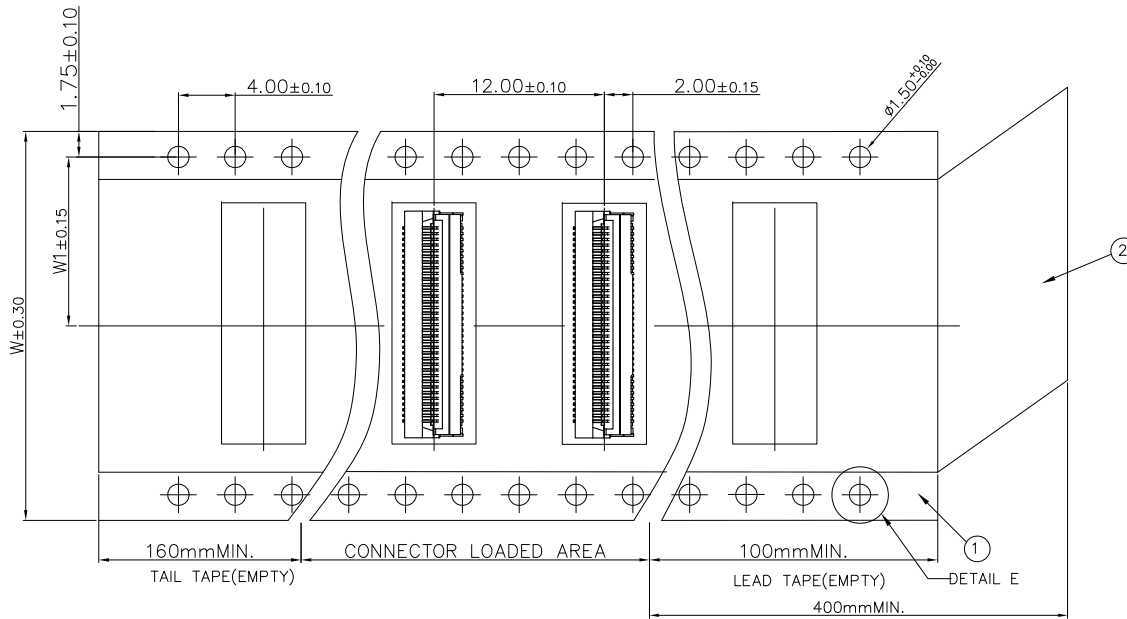 1.75±0.10
4.00±0.10
12.00±0.10
2.00±0.15
ø1.50+0.10 -0.00
W1±0.15
W±0.30
2
160mmMIN.
CONNECTOR LOADED AREA
100mmMIN.
1
TAIL TAPE(EMPTY)
LEAD TAPE(EMPTY)
DETAIL E
400mmMIN.